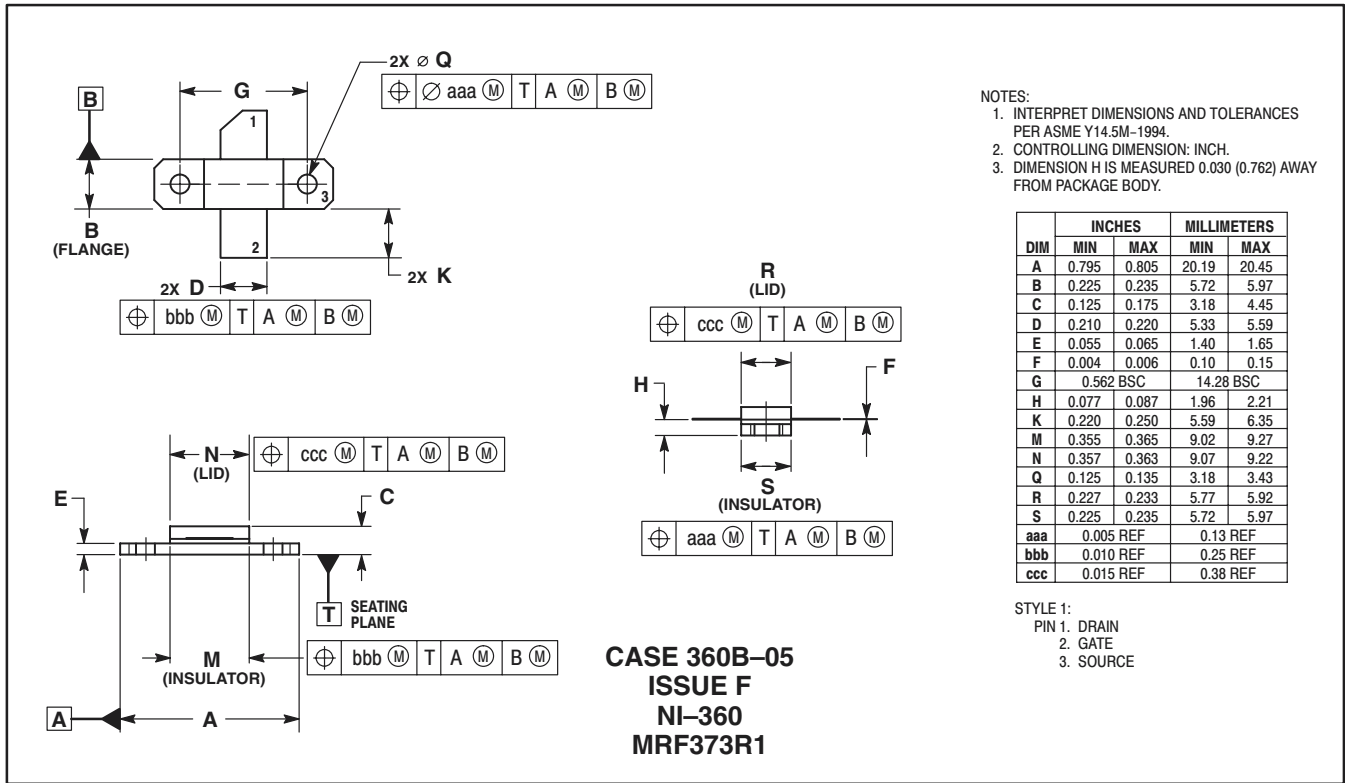 2X ⌀ Q
⌖ ⌀ aaa Ⓜ T A Ⓜ B Ⓜ
G
B
1
3
B
(FLANGE)
2
2X K
2X D
⌖ bbb Ⓜ T A Ⓜ B Ⓜ
R
(LID)
⌖ ccc Ⓜ T A Ⓜ B Ⓜ
H
F
S
(INSULATOR)
⌖ aaa Ⓜ T A Ⓜ B Ⓜ
N
(LID)
⌖ ccc Ⓜ T A Ⓜ B Ⓜ
E
C
T
SEATING
PLANE
M
(INSULATOR)
⌖ bbb Ⓜ T A Ⓜ B Ⓜ
A
A
CASE 360B–05
ISSUE F
NI–360
MRF373R1
NOTES:
1. INTERPRET DIMENSIONS AND TOLERANCES
PER ASME Y14.5M–1994.
2. CONTROLLING DIMENSION: INCH.
3. DIMENSION H IS MEASURED 0.030 (0.762) AWAY
FROM PACKAGE BODY.
INCHES MILLIMETERS
DIM MIN MAX MIN MAX
A 0.795 0.805 20.19 20.45
B 0.225 0.235 5.72 5.97
C 0.125 0.175 3.18 4.45
D 0.210 0.220 5.33 5.59
E 0.055 0.065 1.40 1.65
F 0.004 0.006 0.10 0.15
G 0.562 BSC 14.28 BSC
H 0.077 0.087 1.96 2.21
K 0.220 0.250 5.59 6.35
M 0.355 0.365 9.02 9.27
N 0.357 0.363 9.07 9.22
Q 0.125 0.135 3.18 3.43
R 0.227 0.233 5.77 5.92
S 0.225 0.235 5.72 5.97
aaa 0.005 REF 0.13 REF
bbb 0.010 REF 0.25 REF
ccc 0.015 REF 0.38 REF
STYLE 1:
PIN 1. DRAIN
2. GATE
3. SOURCE